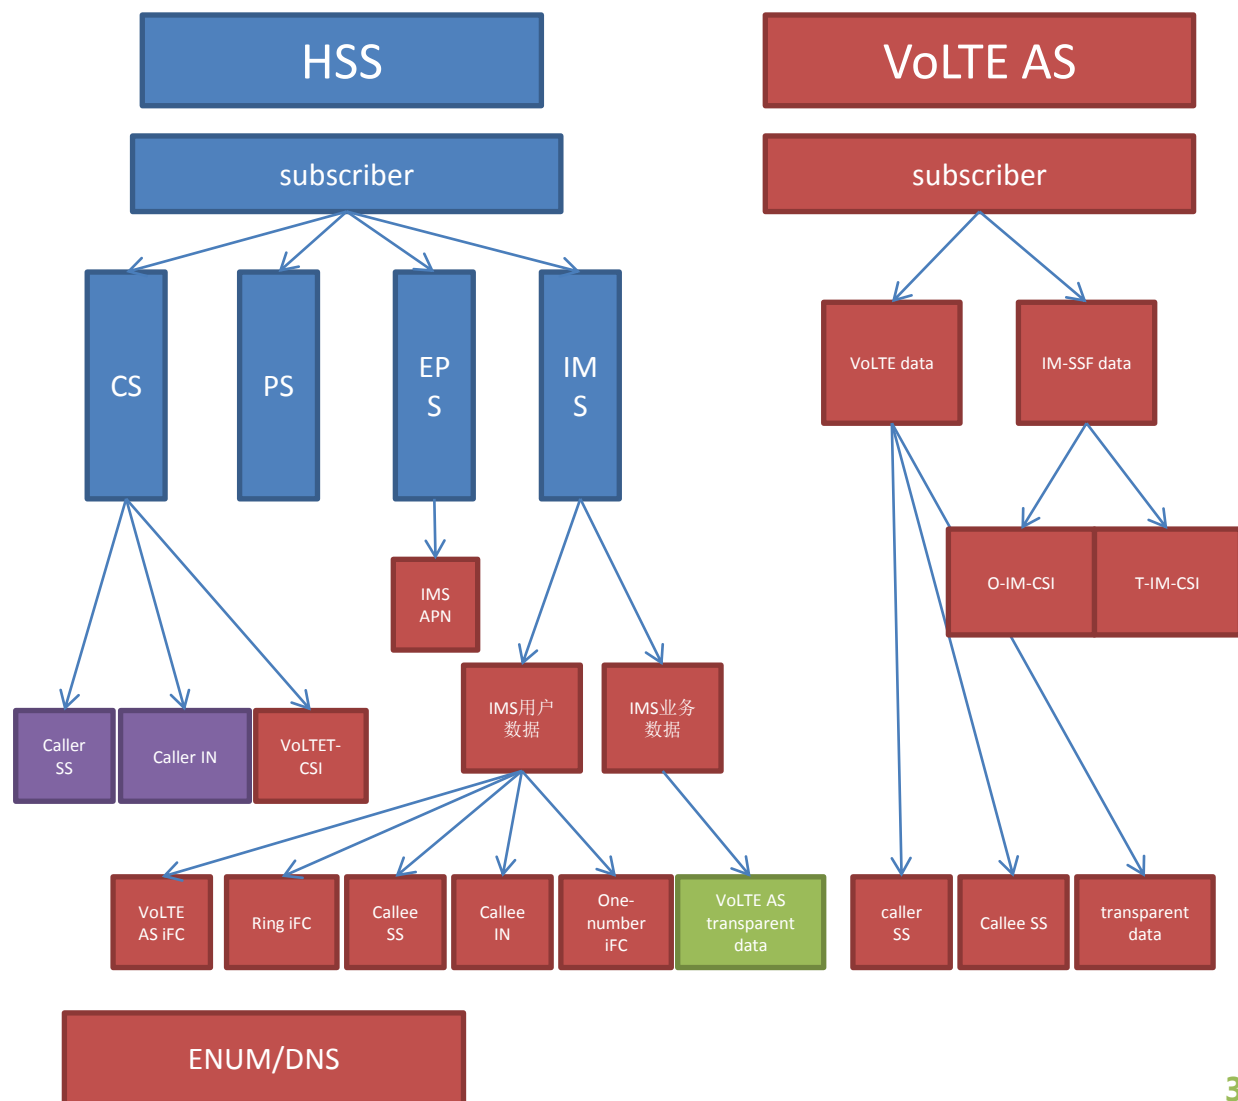 HSS
VoLTE AS
subscriber
subscriber
CS
PS
EP
S
IM
S
VoLTE data
IM-SSF data
IMS
APN
O-IM-CSI
T-IM-CSI
IMS用户
数据
IMS业务
数据
Caller
SS
Caller IN
VoLTET-
CSI
VoLTE
AS iFC
Ring iFC
Callee
SS
Callee
IN
One-
number
iFC
VoLTE AS
transparent
data
caller
SS
Callee SS
transparent
data
ENUM/DNS
3